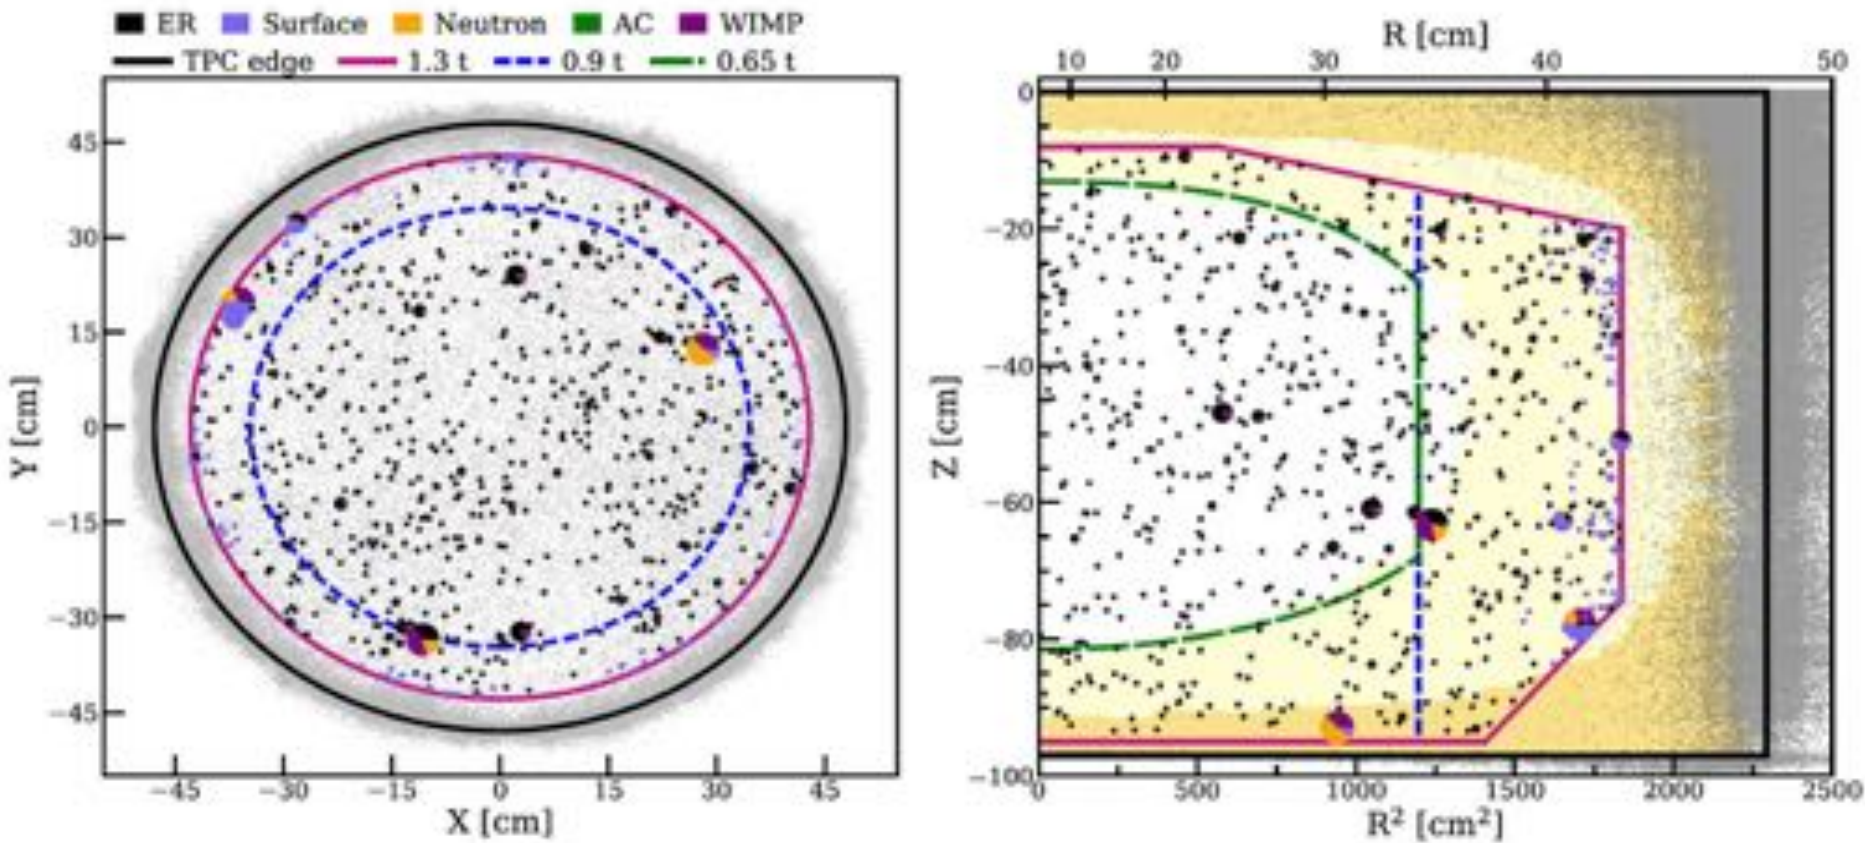 ER Surface Neutron AC WIMP
TPC edge 1.3 t 0.9 t 0.65 t
45
30
15
0
−15
−30
−45
Y [cm]
−45 −30 −15 0 15 30 45
X [cm]
R [cm]
10 20 30 40 50
0
−20
−40
−60
−80
−100
Z [cm]
0 500 1000 1500 2000 2500
R² [cm²]